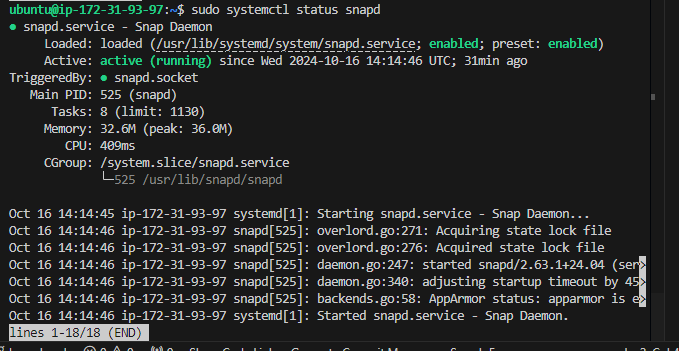 ubuntu@ip-172-31-93-97:~$ sudo systemctl status snapd
● snapd.service - Snap Daemon
Loaded: loaded (/usr/lib/systemd/system/snapd.service; enabled; preset: enabled)
Active: active (running) since Wed 2024-10-16 14:14:46 UTC; 31min ago
TriggeredBy: ● snapd.socket
Main PID: 525 (snapd)
Tasks: 8 (limit: 1130)
Memory: 32.6M (peak: 36.0M)
CPU: 409ms
CGroup: /system.slice/snapd.service
└─525 /usr/lib/snapd/snapd
Oct 16 14:14:45 ip-172-31-93-97 systemd[1]: Starting snapd.service - Snap Daemon...
Oct 16 14:14:46 ip-172-31-93-97 snapd[525]: overlord.go:271: Acquiring state lock file
Oct 16 14:14:46 ip-172-31-93-97 snapd[525]: overlord.go:276: Acquired state lock file
Oct 16 14:14:46 ip-172-31-93-97 snapd[525]: daemon.go:247: started snapd/2.63.1+24.04 (ser>
Oct 16 14:14:46 ip-172-31-93-97 snapd[525]: daemon.go:340: adjusting startup timeout by 45>
Oct 16 14:14:46 ip-172-31-93-97 snapd[525]: backends.go:58: AppArmor status: apparmor is e>
Oct 16 14:14:46 ip-172-31-93-97 systemd[1]: Started snapd.service - Snap Daemon.
lines 1-18/18 (END)